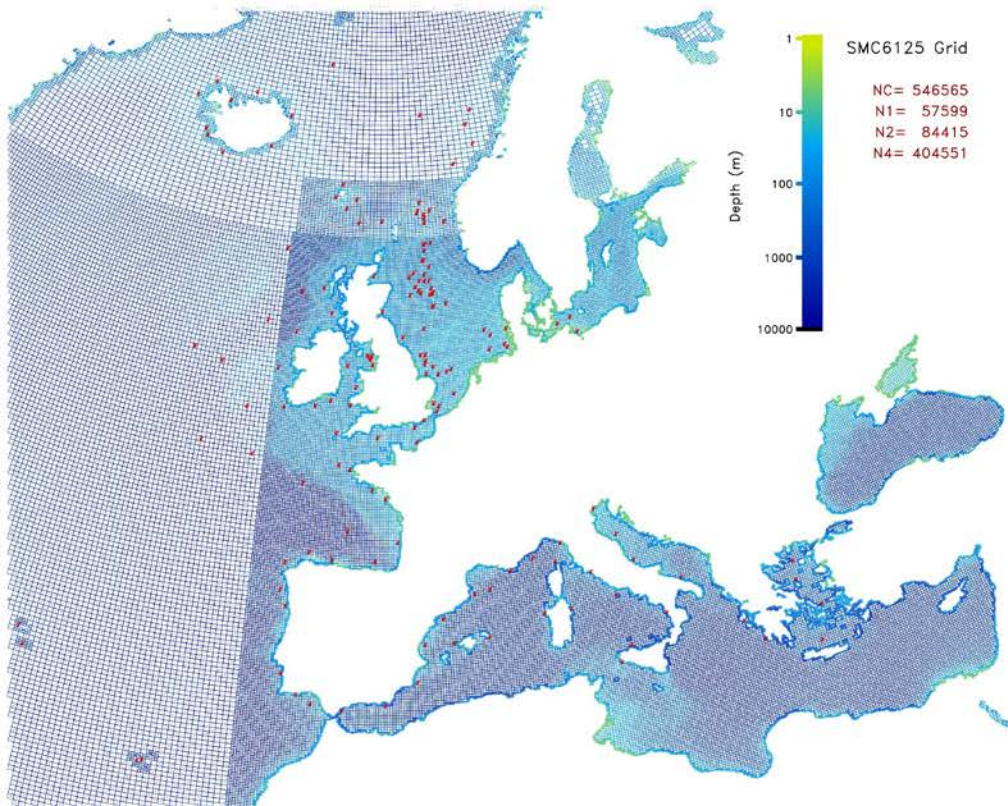 SMC6125 Grid
NC= 546565
N1= 57599
N2= 84415
N4= 404551
Depth (m)
1
10
100
1000
10000